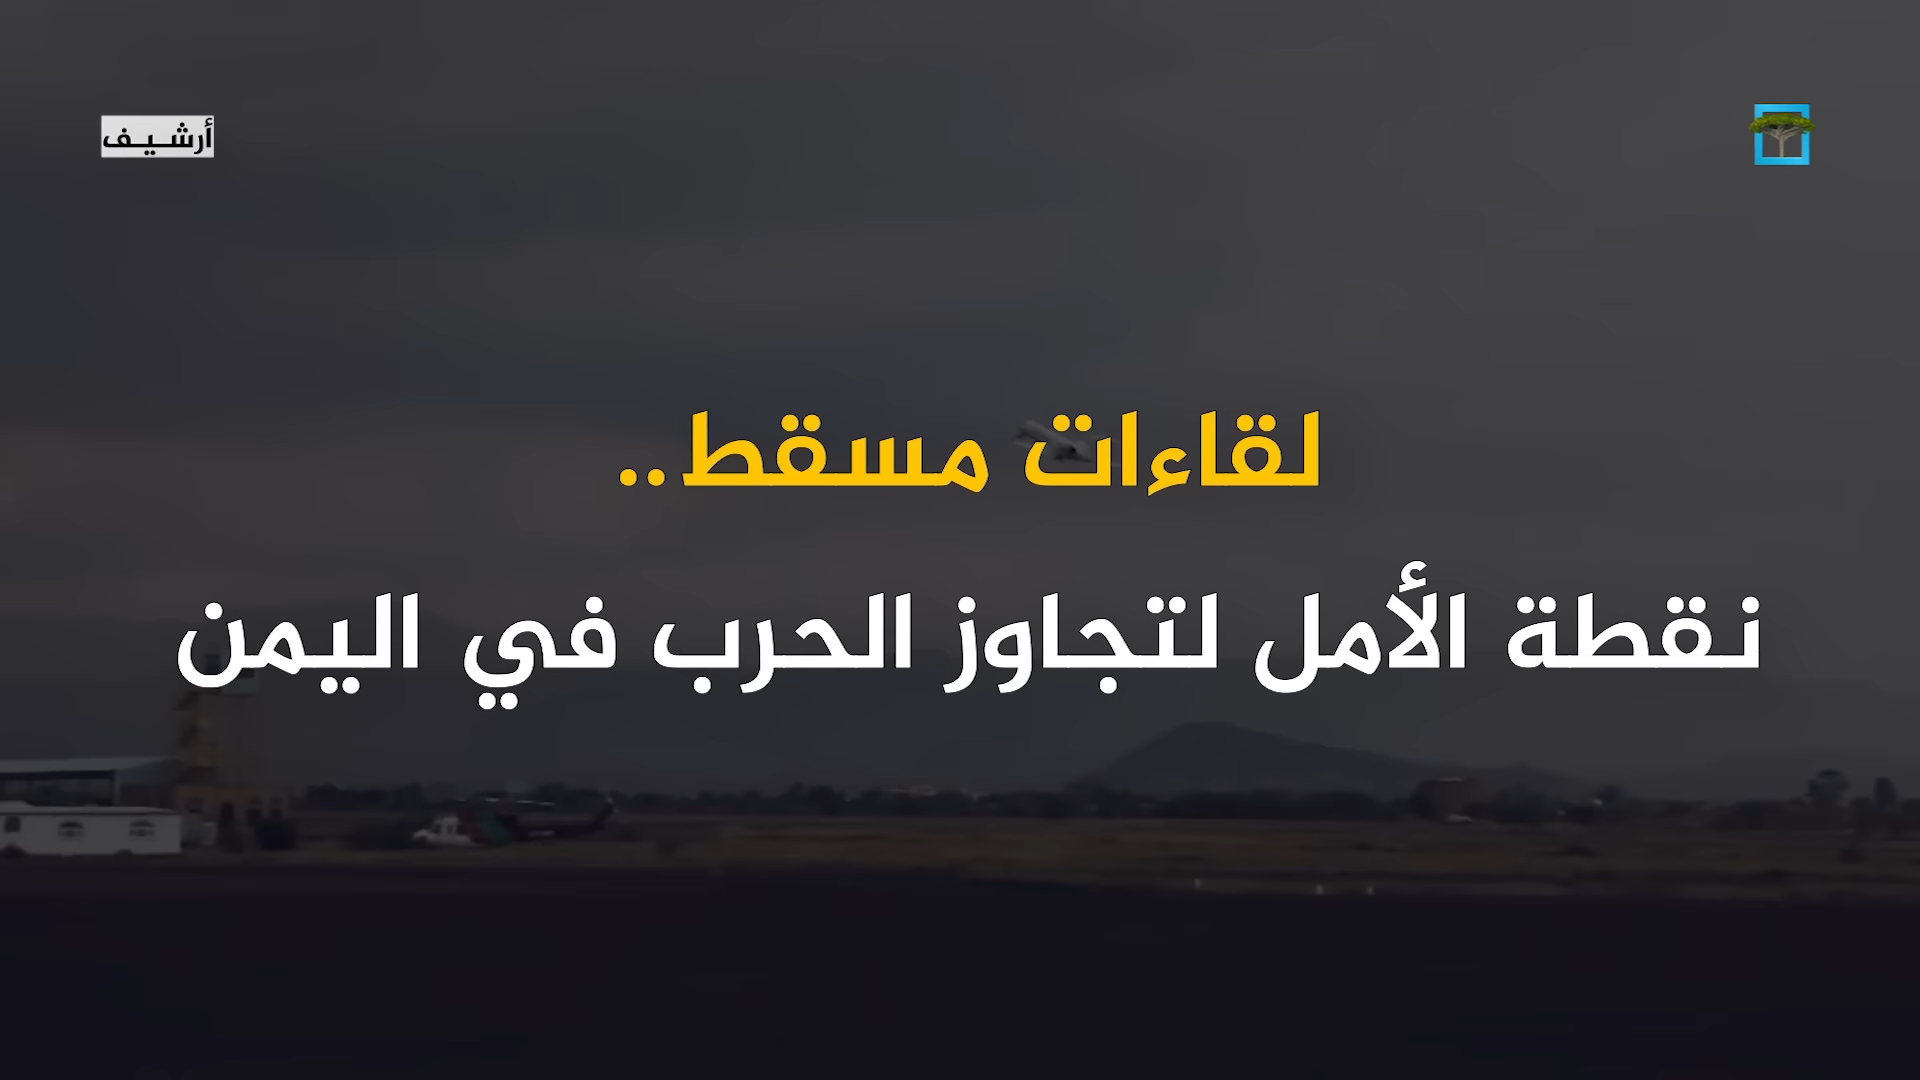 أرشيف
لقاءات مسقط..
نقطة الأمل لتجاوز الحرب في اليمن